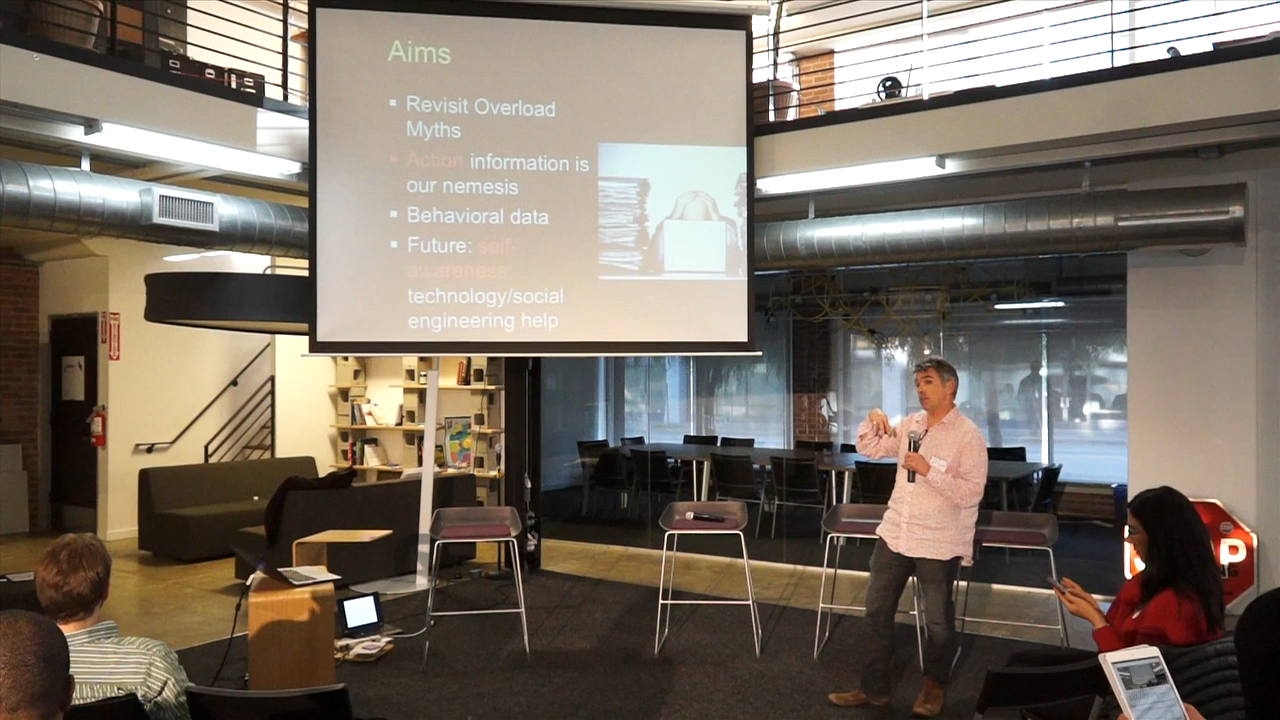 Aims
▪ Revisit Overload
Myths
▪ Action information is
our nemesis
▪ Behavioral data
▪ Future: self-
awareness
technology/social
engineering help